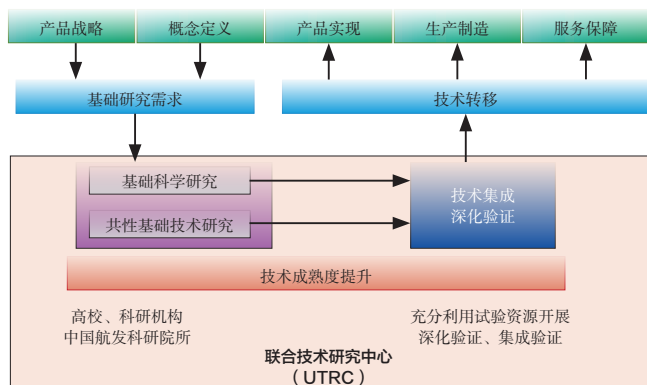 产品战略
概念定义
产品实现
生产制造
服务保障
基础研究需求
技术转移
基础科学研究
共性基础技术研究
技术集成
深化验证
技术成熟度提升
高校、科研机构
中国航发科研院所
充分利用试验资源开展
深化验证、集成验证
联合技术研究中心
（UTRC）